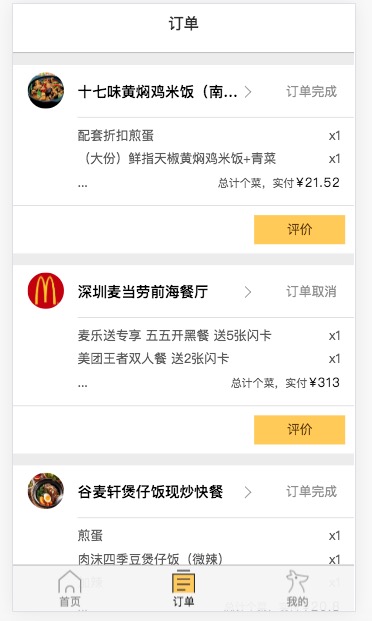 订单
十七味黄焖鸡米饭（南...
订单完成
配套折扣煎蛋 x1
（大份）鲜指天椒黄焖鸡米饭+青菜 x1
... 总计个菜，实付¥21.52
评价
深圳麦当劳前海餐厅
订单取消
麦乐送专享 五五开黑餐 送5张闪卡 x1
美团王者双人餐 送2张闪卡 x1
... 总计个菜，实付¥313
评价
谷麦轩煲仔饭现炒快餐
订单完成
煎蛋 x1
肉沫四季豆煲仔饭（微辣） x1
x1
首页 订单 我的